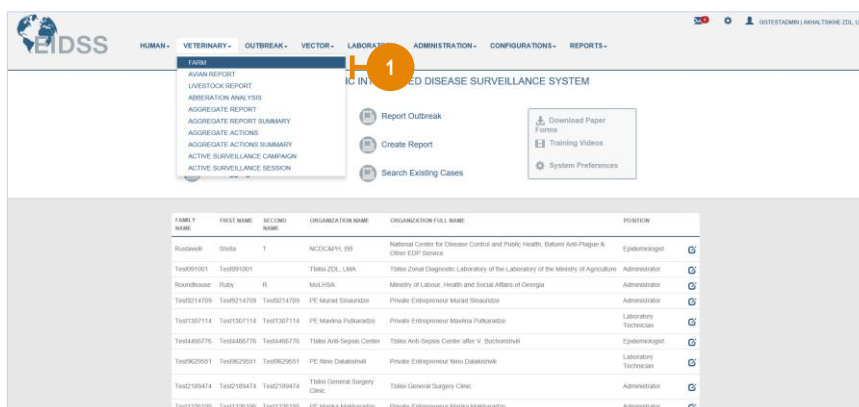 GGTESTADMIN | AKHALTSIKHE ZDL, L
EIDSS
HUMAN VETERINARY OUTBREAK VECTOR ADMINISTRATION CONFIGURATIONS REPORTS
FARM
AVIAN REPORT
LIVESTOCK REPORT
ABBERATION ANALYSIS
AGGREGATE REPORT
AGGREGATE REPORT SUMMARY
AGGREGATE ACTIONS
AGGREGATE ACTIONS SUMMARY
ACTIVE SURVEILLANCE CAMPAIGN
ACTIVE SURVEILLANCE SESSION
1
DISEASE SURVEILLANCE SYSTEM
Report Outbreak
Create Report
Search Existing Cases
Download Paper
Forms
Training Videos
System Preferences
FAMILY NAME FIRST NAME SECOND NAME ORGANIZATION NAME ORGANIZATION FULL NAME POSITION
Rustaveli Shota T NCDC&PH, BB National Center for Disease Control and Public Health, Batumi Anti-Plague & Other EDP Service Epidemiologist
Test091001 Test091001 Tbilisi ZDL, LMA Tbilisi Zonal Diagnostic Laboratory of the Laboratory of the Ministry of Agriculture Administrator
Roundhouse Ruby R MoLHSA Ministry of Labour, Health and Social Affairs of Georgia Administrator
Test9214709 Test9214709 Test9214709 PE Murad Sinauridze Private Entrepreneur Murad Sinauridze Administrator
Test1307114 Test1307114 Test1307114 PE Mavlina Putkaradze Private Entrepreneur Mavlina Putkaradze Laboratory Technician
Test4466776 Test4466776 Test4466776 Tbilisi Anti-Sepsis Center Tbilisi Anti-Sepsis Center after V. Bochorishvili Epidemiologist
Test9629551 Test9629551 Test9629551 PE Nino Dalakishvili Private Entrepreneur Nino Dalakishvili Laboratory Technician
Test2189474 Test2189474 Test2189474 Tbilisi General Surgery Clinic Tbilisi General Surgery Clinic Administrator